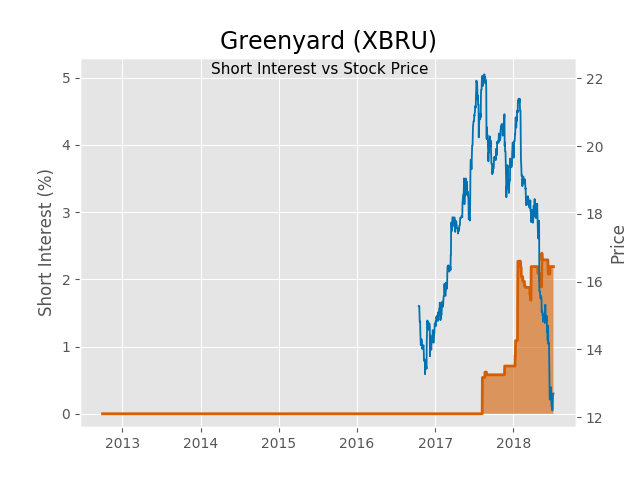 Greenyard (XBRU)
Short Interest vs Stock Price
5
4
3
2
1
0
Short Interest (%)
22
20
18
16
14
12
Price
2013 2014 2015 2016 2017 2018